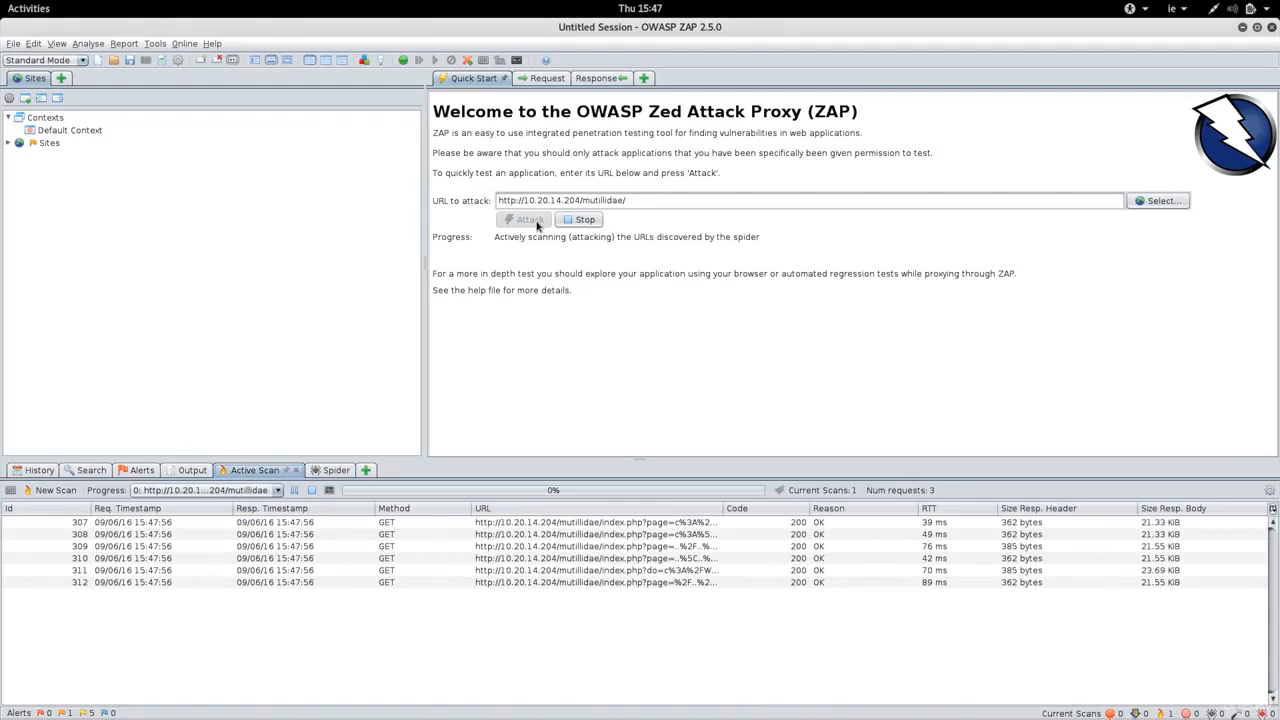 Activities
Thu 15:47
ie
Untitled Session - OWASP ZAP 2.5.0
File Edit View Analyse Report Tools Online Help
Standard Mode
Sites
Quick Start Request Response
Contexts
Default Context
Sites
Welcome to the OWASP Zed Attack Proxy (ZAP)
ZAP is an easy to use integrated penetration testing tool for finding vulnerabilities in web applications.
Please be aware that you should only attack applications that you have been specifically been given permission to test.
To quickly test an application, enter its URL below and press 'Attack'.
URL to attack: http://10.20.14.204/mutillidae/ Select...
Attack Stop
Progress: Actively scanning (attacking) the URLs discovered by the spider
For a more in depth test you should explore your application using your browser or automated regression tests while proxying through ZAP.
See the help file for more details.
History Search Alerts Output Active Scan Spider
New Scan Progress: 0: http://10.20.1...204/mutillidae 0% Current Scans:1 Num requests: 3
Id Req. Timestamp Resp. Timestamp Method URL Code Reason RTT Size Resp. Header Size Resp. Body
307 09/06/16 15:47:56 09/06/16 15:47:56 GET http://10.20.14.204/mutillidae/index.php?page=c%3A%2... 200 OK 39 ms 362 bytes 21.33 KiB
308 09/06/16 15:47:56 09/06/16 15:47:56 GET http://10.20.14.204/mutillidae/index.php?page=c%3A%5... 200 OK 49 ms 362 bytes 21.33 KiB
309 09/06/16 15:47:56 09/06/16 15:47:56 GET http://10.20.14.204/mutillidae/index.php?page=..%2F..%... 200 OK 76 ms 385 bytes 21.55 KiB
310 09/06/16 15:47:56 09/06/16 15:47:56 GET http://10.20.14.204/mutillidae/index.php?page=..%5C..%... 200 OK 42 ms 362 bytes 21.55 KiB
311 09/06/16 15:47:56 09/06/16 15:47:56 GET http://10.20.14.204/mutillidae/index.php?do=c%3A%2FW... 200 OK 70 ms 385 bytes 23.69 KiB
312 09/06/16 15:47:56 09/06/16 15:47:56 GET http://10.20.14.204/mutillidae/index.php?page=%2F..%2... 200 OK 89 ms 362 bytes 21.55 KiB
Alerts 0 1 5 0 Current Scans 0 0 1 0 0 0 0